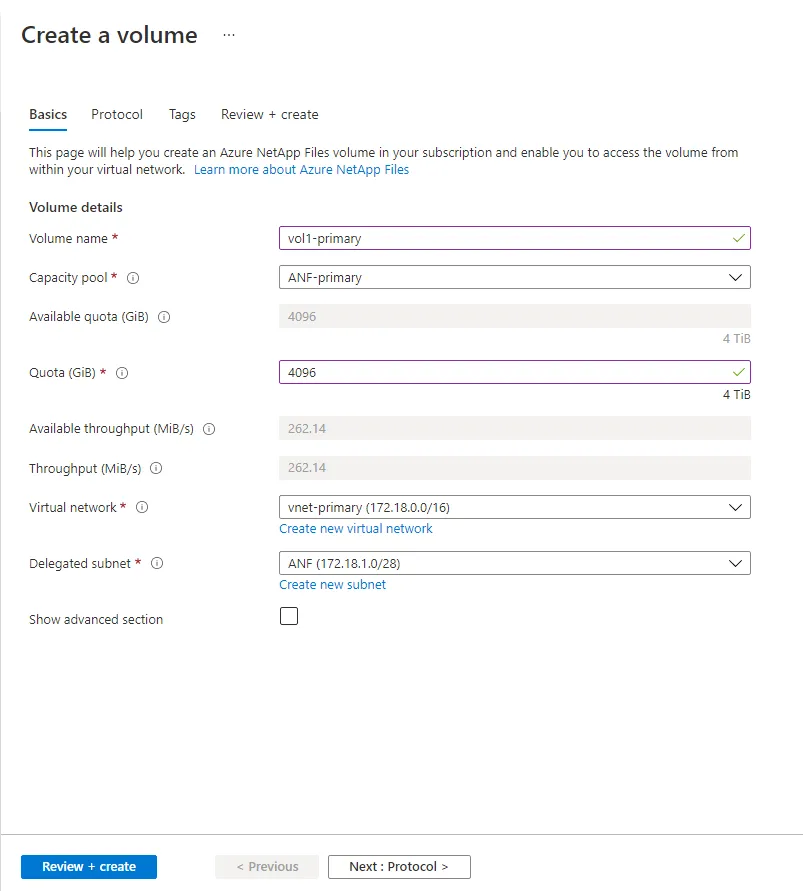 Create a volume ...
Basics Protocol Tags Review + create
This page will help you create an Azure NetApp Files volume in your subscription and enable you to access the volume from
within your virtual network. Learn more about Azure NetApp Files
Volume details
Volume name * vol1-primary
Capacity pool * ANF-primary
Available quota (GiB) 4096
4 TiB
Quota (GiB) * 4096
4 TiB
Available throughput (MiB/s) 262.14
Throughput (MiB/s) 262.14
Virtual network * vnet-primary (172.18.0.0/16)
Create new virtual network
Delegated subnet * ANF (172.18.1.0/28)
Create new subnet
Show advanced section
Review + create < Previous Next : Protocol >